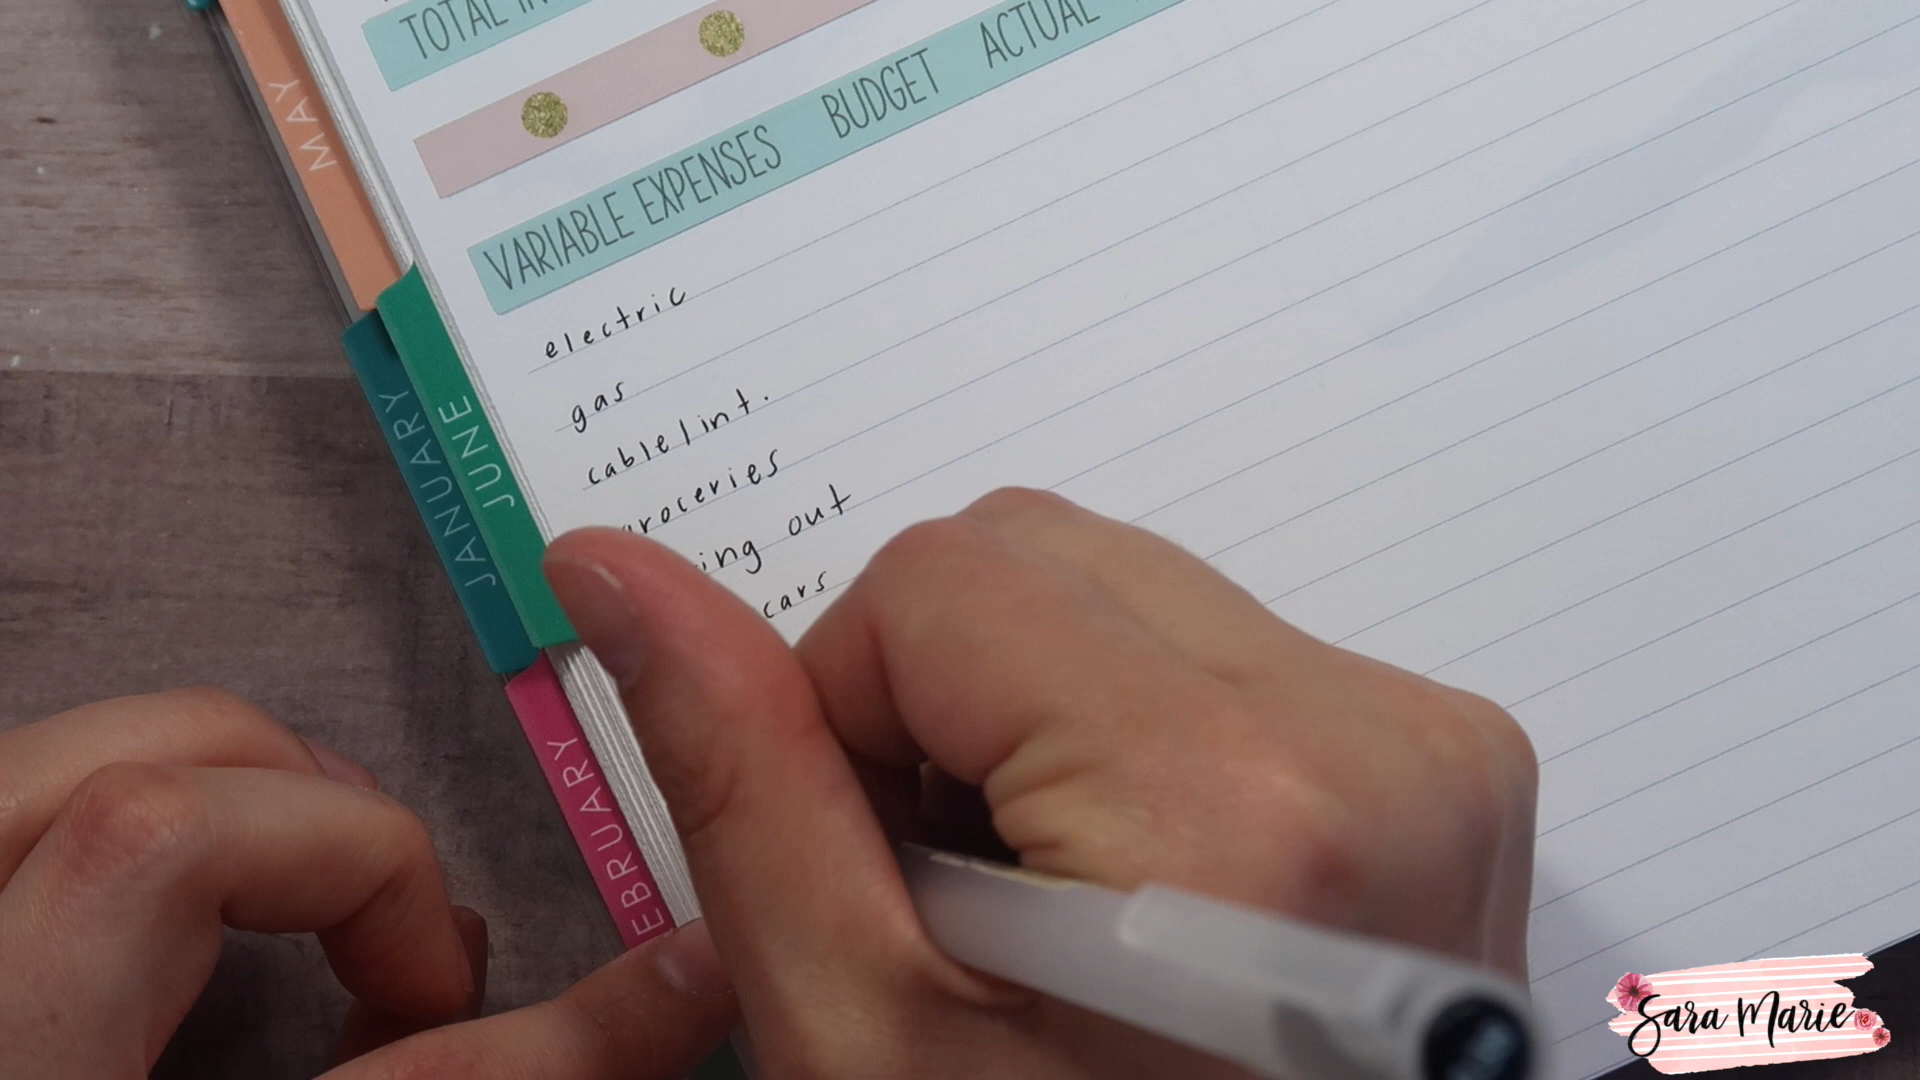 TOTAL
VARIABLE EXPENSES BUDGET ACTUAL
electric
gas
cable/int.
groceries
out
cars
MAY
JUNE
JANUARY
FEBRUARY
Sara Marie